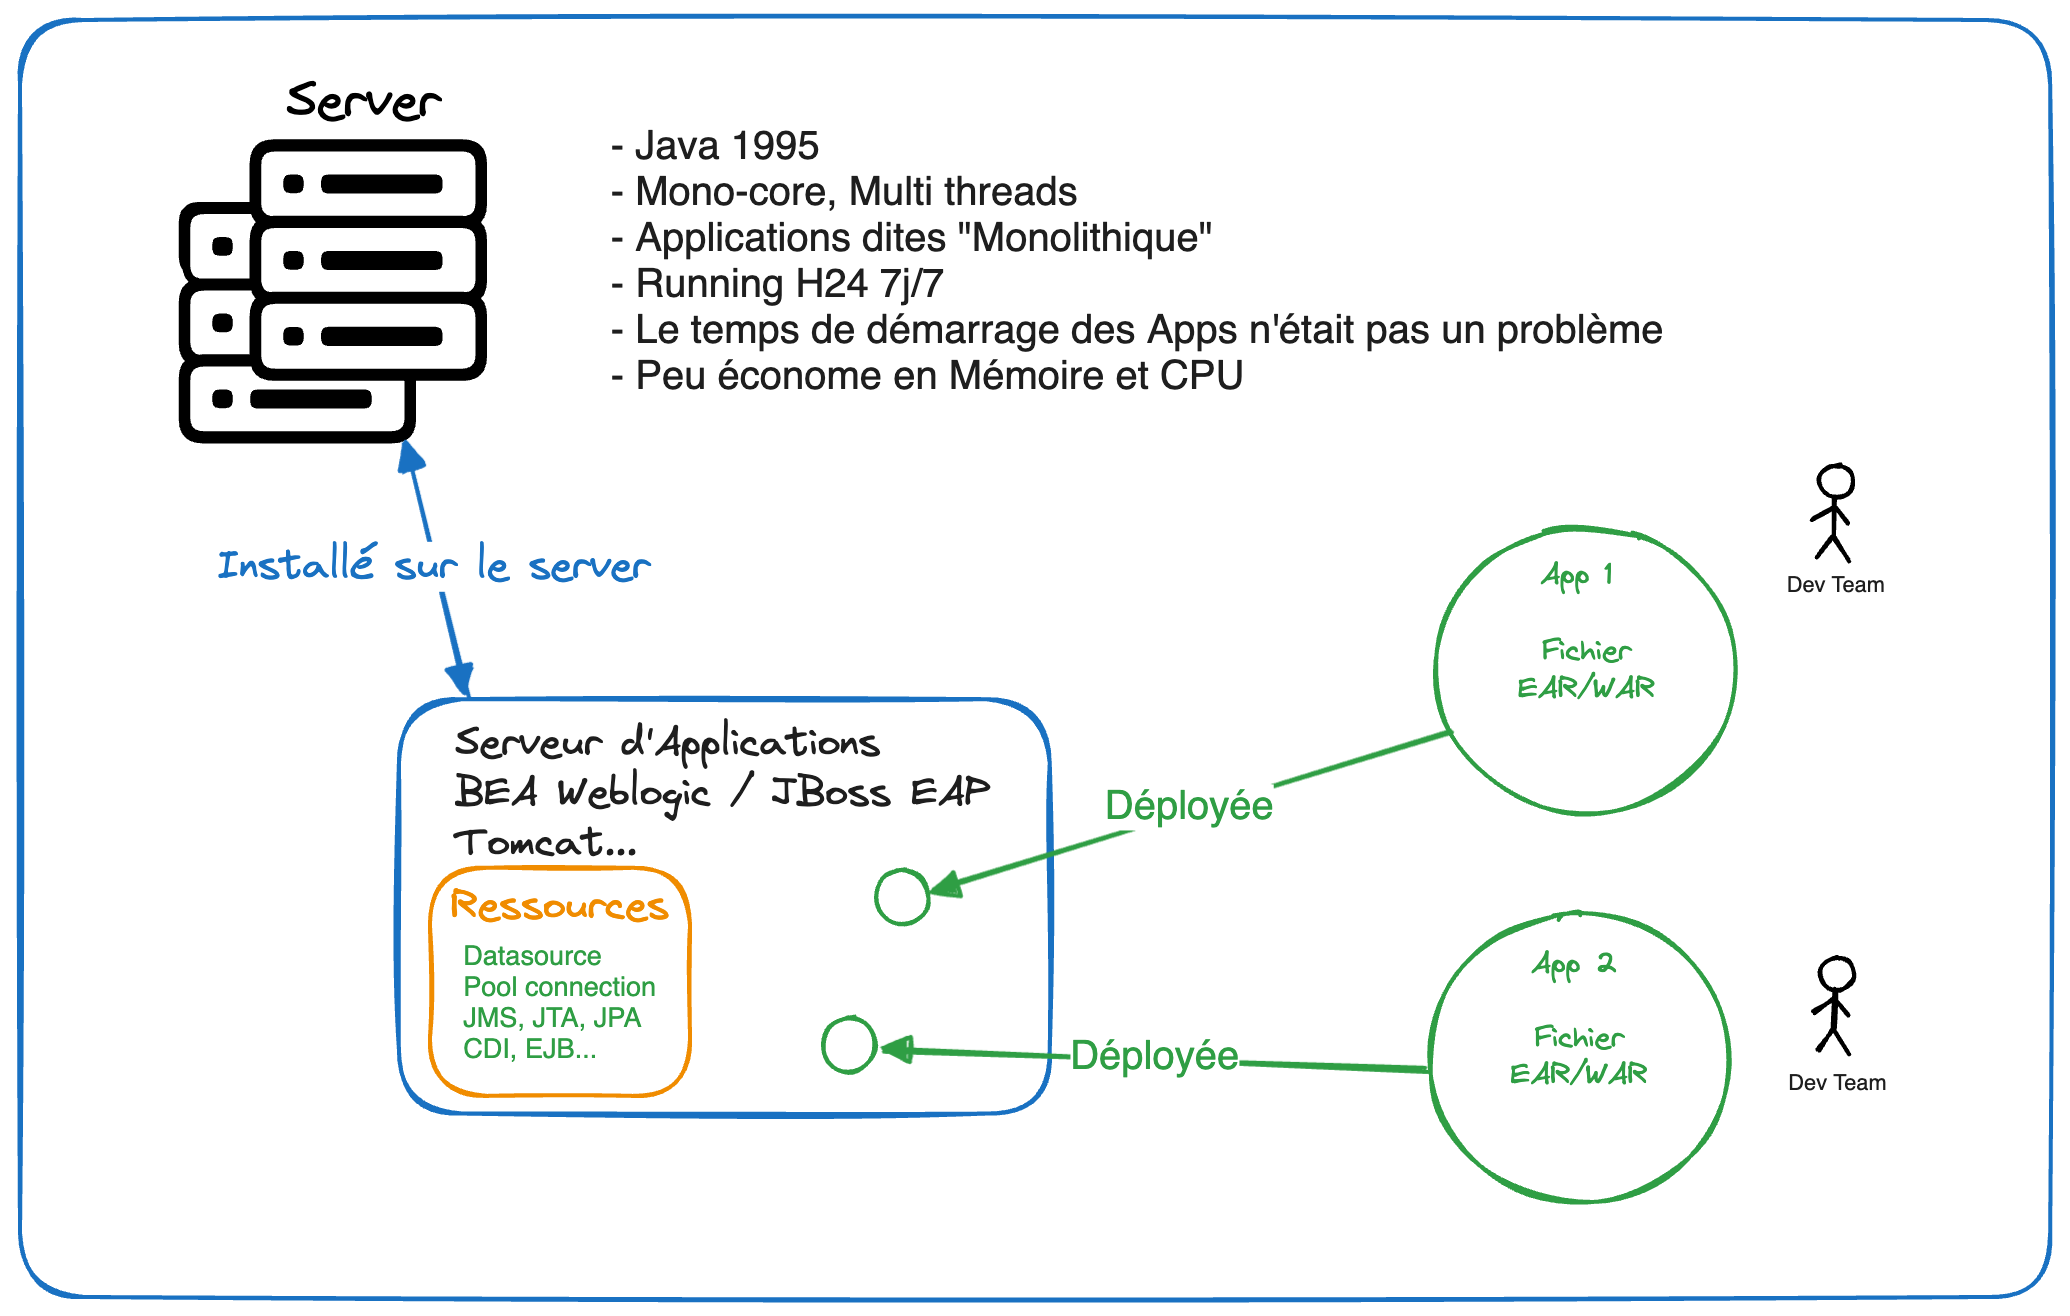 Server
- Java 1995
- Mono-core, Multi threads
- Applications dites "Monolithique"
- Running H24 7j/7
- Le temps de démarrage des Apps n'était pas un problème
- Peu économe en Mémoire et CPU
Installé sur le server
Serveur d'Applications
BEA Weblogic / JBoss EAP
Tomcat...
Ressources
Datasource
Pool connection
JMS, JTA, JPA
CDI, EJB...
Déployée
Déployée
App 1
Fichier
EAR/WAR
Dev Team
App 2
Fichier
EAR/WAR
Dev Team